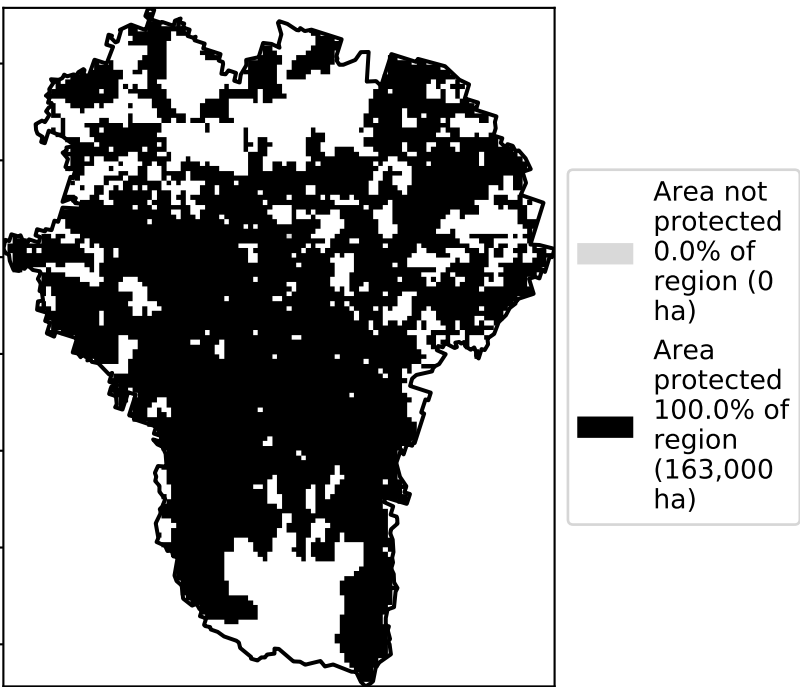 Area not
protected
0.0% of
region (0
ha)
Area
protected
100.0% of
region
(163,000
ha)